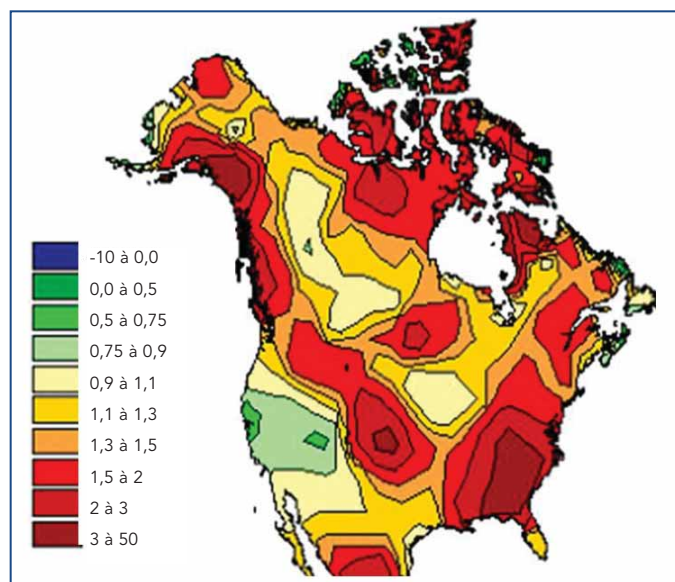 -10 à 0,0
0,0 à 0,5
0,5 à 0,75
0,75 à 0,9
0,9 à 1,1
1,1 à 1,3
1,3 à 1,5
1,5 à 2
2 à 3
3 à 50